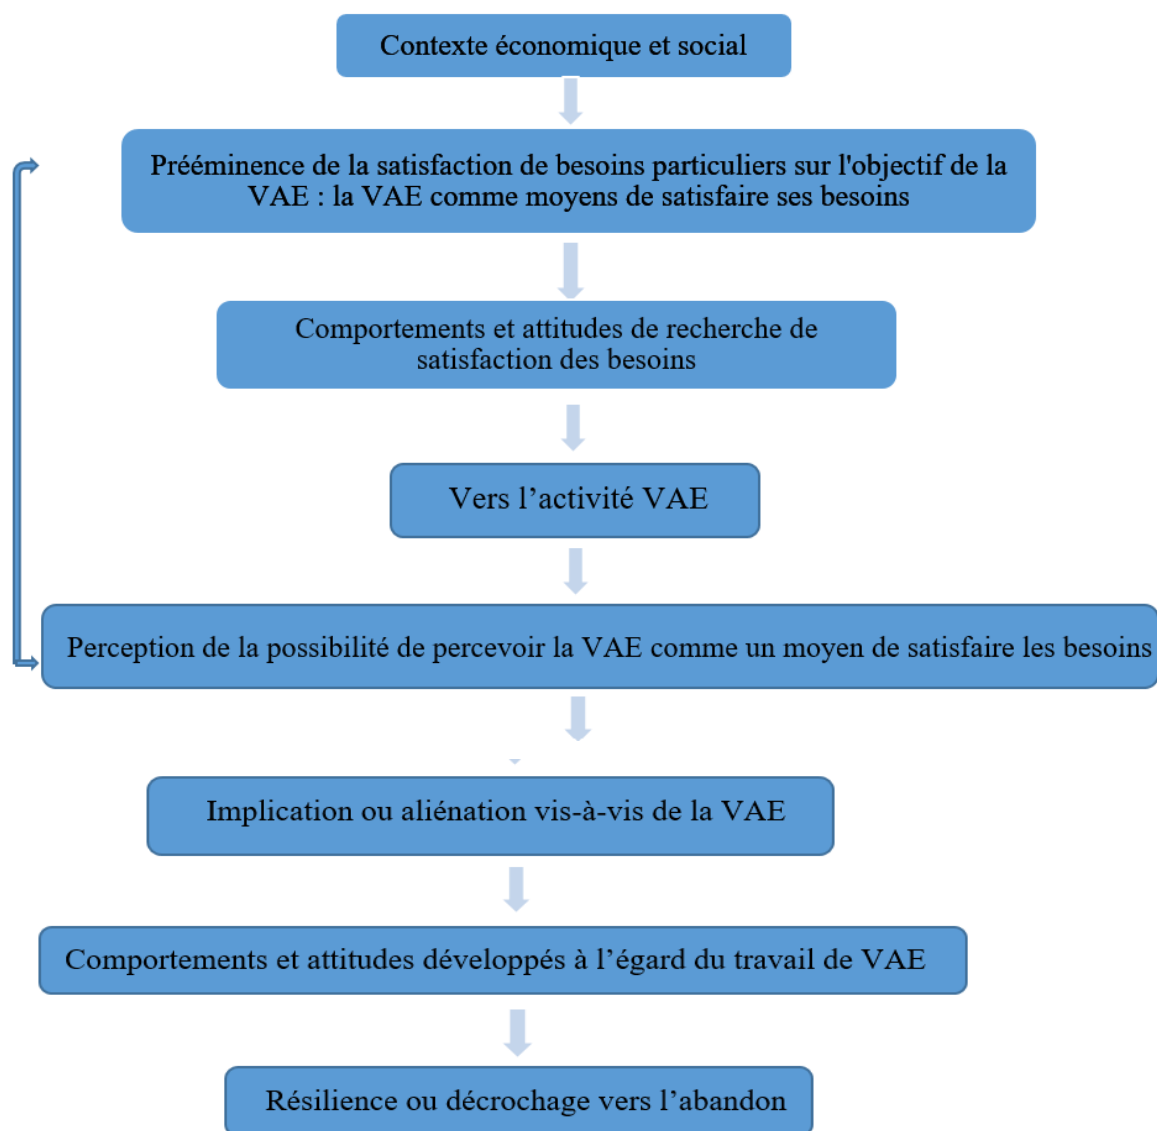 Contexte économique et social
Prééminence de la satisfaction de besoins particuliers sur l'objectif de la
VAE : la VAE comme moyens de satisfaire ses besoins
Comportements et attitudes de recherche de
satisfaction des besoins
Vers l’activité VAE
Perception de la possibilité de percevoir la VAE comme un moyen de satisfaire les besoins
Implication ou aliénation vis-à-vis de la VAE
Comportements et attitudes développés à l’égard du travail de VAE
Résilience ou décrochage vers l’abandon